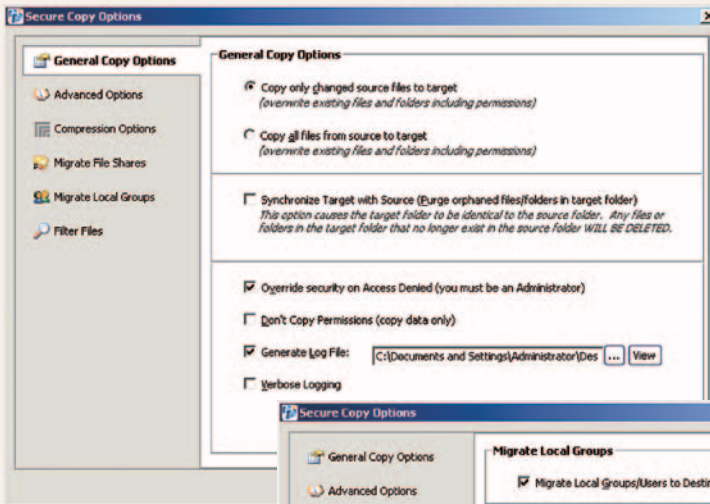 Secure Copy Options
General Copy Options
Advanced Options
Compression Options
Migrate File Shares
Migrate Local Groups
Filter Files
General Copy Options
Copy only changed source files to target
(overwrite existing files and folders including permissions)
Copy all files from source to target
(overwrite existing files and folders including permissions)
Synchronize Target with Source (Purge orphaned files/folders in target folder)
This option causes the target folder to be identical to the source folder. Any files or
folders in the target folder that no longer exist in the source folder WILL BE DELETED.
Override security on Access Denied (you must be an Administrator)
Don't Copy Permissions (copy data only)
Generate Log File: C:\Documents and Settings\Administrator\Des ... View
Verbose Logging
Secure Copy Options
General Copy Options
Advanced Options
Migrate Local Groups
Migrate Local Groups/Users to Destin